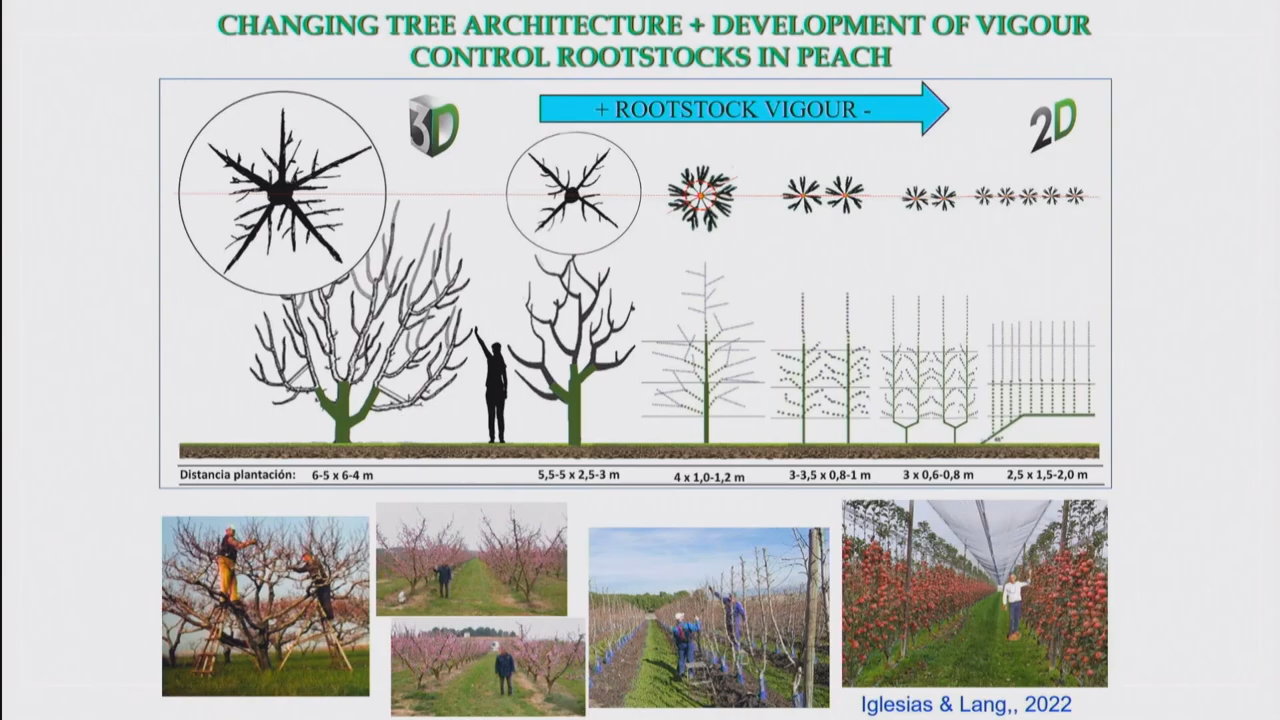 CHANGING TREE ARCHITECTURE + DEVELOPMENT OF VIGOUR
CONTROL ROOTSTOCKS IN PEACH
3D
+ ROOTSTOCK VIGOUR -
2D
Distancia plantación: 6-5 x 6-4 m 5,5-5 x 2,5-3 m 4 x 1,0-1,2 m 3-3,5 x 0,8-1 m 3 x 0,6-0,8 m 2,5 x 1,5-2,0 m
Iglesias & Lang,, 2022